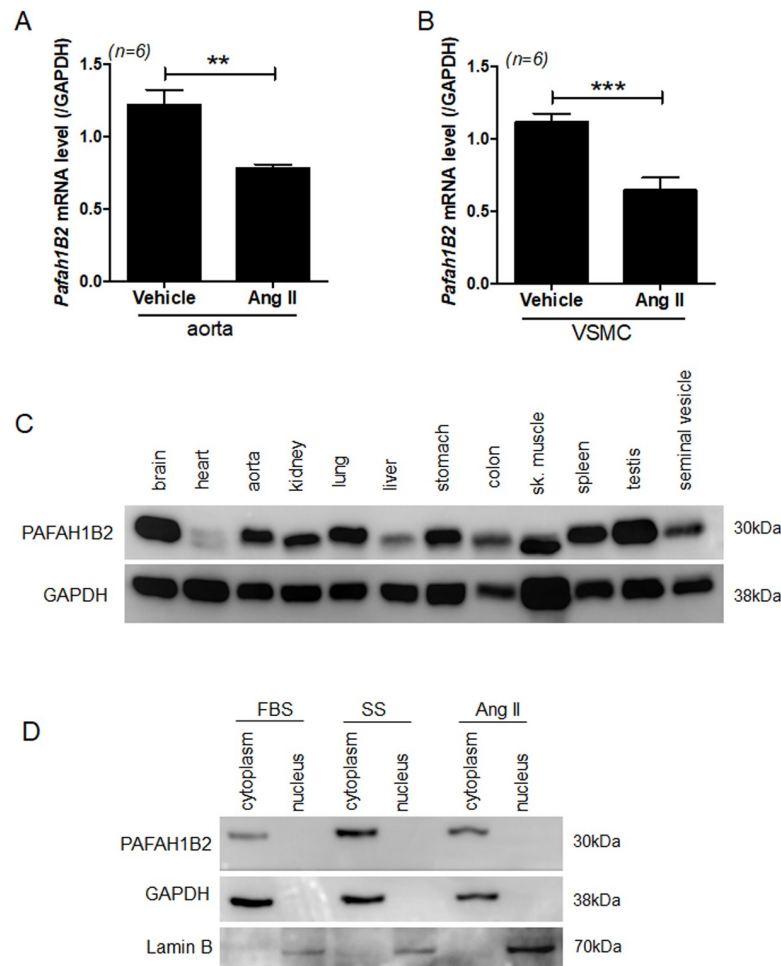 A
(n=6)
**
Pafah1B2 mRNA level (/GAPDH)
1.5
1.0
0.5
0.0
Vehicle Ang II
aorta
B
(n=6)
***
Pafah1B2 mRNA level (/GAPDH)
1.5
1.0
0.5
0.0
Vehicle Ang II
VSMC
C
brain
heart
aorta
kidney
lung
liver
stomach
colon
sk. muscle
spleen
testis
seminal vesicle
PAFAH1B2 30kDa
GAPDH 38kDa
D
FBS SS Ang II
cytoplasm
nucleus
cytoplasm
nucleus
cytoplasm
nucleus
PAFAH1B2 30kDa
GAPDH 38kDa
Lamin B 70kDa